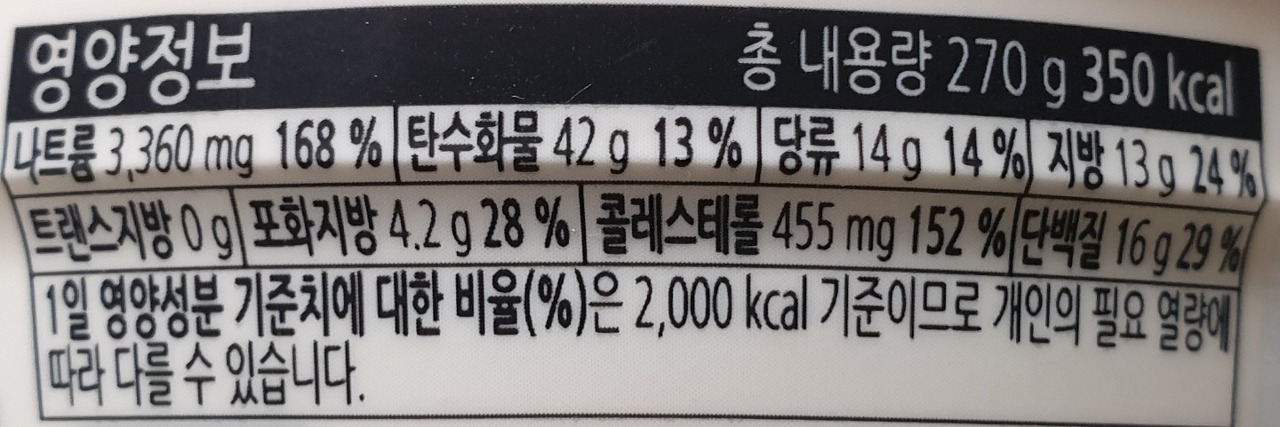 영양정보 총 내용량 270 g 350 kcal
나트륨 3,360 mg 168 % 탄수화물 42 g 13 % 당류 14 g 14 % 지방 13 g 24 %
트랜스지방 0 g 포화지방 4.2 g 28 % 콜레스테롤 455 mg 152 % 단백질 16 g 29 %
1일 영양성분 기준치에 대한 비율(%)은 2,000 kcal 기준이므로 개인의 필요 열량에
따라 다를 수 있습니다.